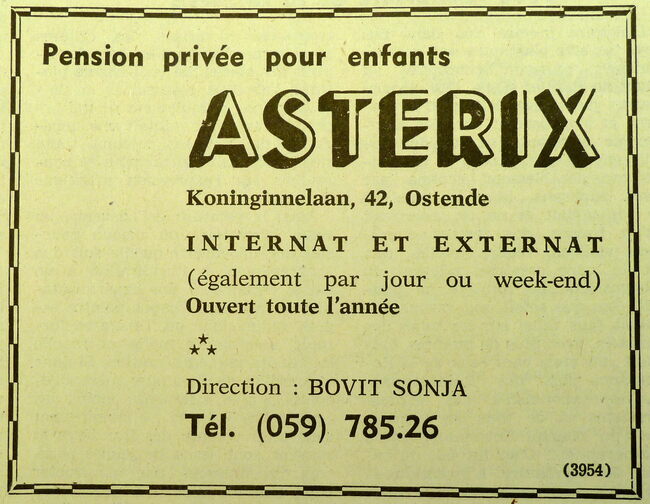 Pension privée pour enfants
ASTERIX
Koninginnelaan, 42, Ostende
INTERNAT ET EXTERNAT
(également par jour ou week-end)
Ouvert toute l'année
Direction : BOVIT SONJA
Tél. (059) 785.26
(3954)